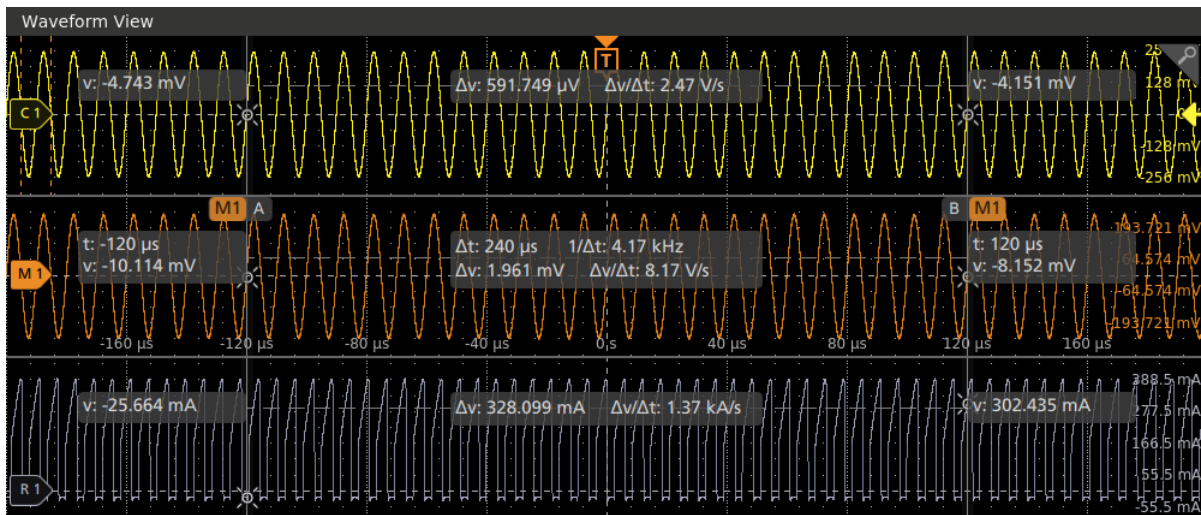 Waveform View
T
v: -4.743 mV
Δv: 591.749 µV Δv/Δt: 2.47 V/s
v: -4.151 mV
128 mV
C 1
-128 mV
-256 mV
M1 A
B M1
193.721 mV
t: -120 µs
v: -10.114 mV
Δt: 240 µs 1/Δt: 4.17 kHz
Δv: 1.961 mV Δv/Δt: 8.17 V/s
t: 120 µs
v: -8.152 mV
64.574 mV
M 1
-64.574 mV
-193.721 mV
-160 µs -120 µs -80 µs -40 µs 0 s 40 µs 80 µs 120 µs 160 µs
388.5 mA
v: -25.664 mA
Δv: 328.099 mA Δv/Δt: 1.37 kA/s
v: 302.435 mA
277.5 mA
166.5 mA
55.5 mA
R 1
-55.5 mA